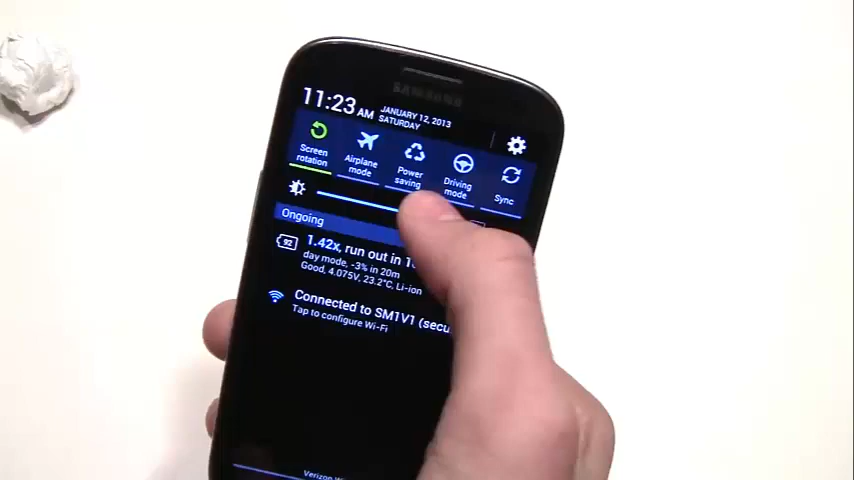 SAMSUNG
11:23 AM
JANUARY 12, 2013
SATURDAY
Screen
rotation
Airplane
mode
Power
saving
Driving
mode
Sync
Ongoing
92
1.42x, run out in
day mode, -3% in 20m
Good, 4.075V, 23.2°C, Li-ion
Connected to SM1V1 (secu
Tap to configure Wi-Fi
Verizon